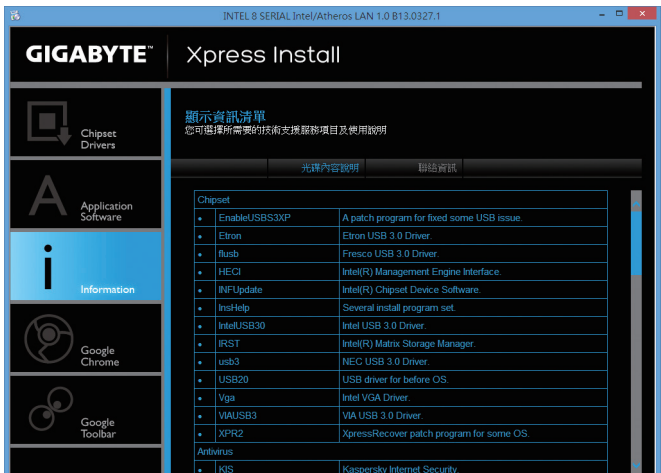 INTEL 8 SERIAL Intel/Atheros LAN 1.0 B13.0327.1
GIGABYTE™ Xpress Install
Chipset
Drivers
Application
Software
Information
Google
Chrome
Google
Toolbar
顯示資訊清單
您可選擇所需要的技術支援服務項目及使用說明
光碟內容說明 聯絡資訊
Chipset
• EnableUSBS3XP A patch program for fixed some USB issue.
• Etron Etron USB 3.0 Driver.
• flusb Fresco USB 3.0 Driver.
• HECI Intel(R) Management Engine Interface.
• INFUpdate Intel(R) Chipset Device Software.
• InsHelp Several install program set.
• IntelUSB30 Intel USB 3.0 Driver.
• IRST Intel(R) Matrix Storage Manager.
• usb3 NEC USB 3.0 Driver.
• USB20 USB driver for before OS.
• Vga Intel VGA Driver.
• VIAUSB3 VIA USB 3.0 Driver.
• XPR2 XpressRecover patch program for some OS.
Antivirus
• KIS Kaspersky Internet Security.